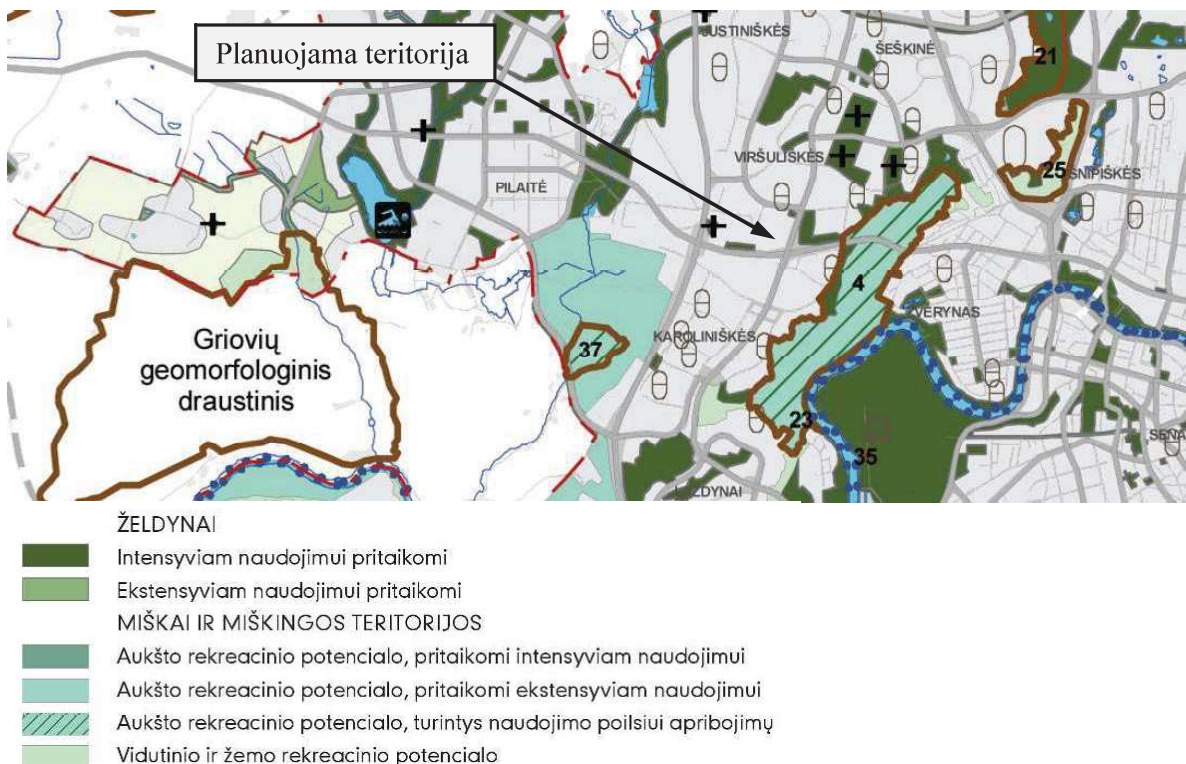 JUSTINIŠKĖS
Planuojama teritorija
ŠEŠKINĖ
21
VIRŠULIŠKĖS
25
ŠNIPIŠKĖS
PILAITĖ
4
ŽVĖRYNAS
KAROLINIŠKĖS
37
Griovių
geomorfologinis
draustinis
23
35
SENA
LAZDYNAI
ŽELDYNAI
Intensyviam naudojimui pritaikomi
Ekstensyviam naudojimui pritaikomi
MIŠKAI IR MIŠKINGOS TERITORIJOS
Aukšto rekreacinio potencialo, pritaikomi intensyviam naudojimui
Aukšto rekreacinio potencialo, pritaikomi ekstensyviam naudojimui
Aukšto rekreacinio potencialo, turintys naudojimo poilsiui apribojimų
Vidutinio ir žemo rekreacinio potencialo